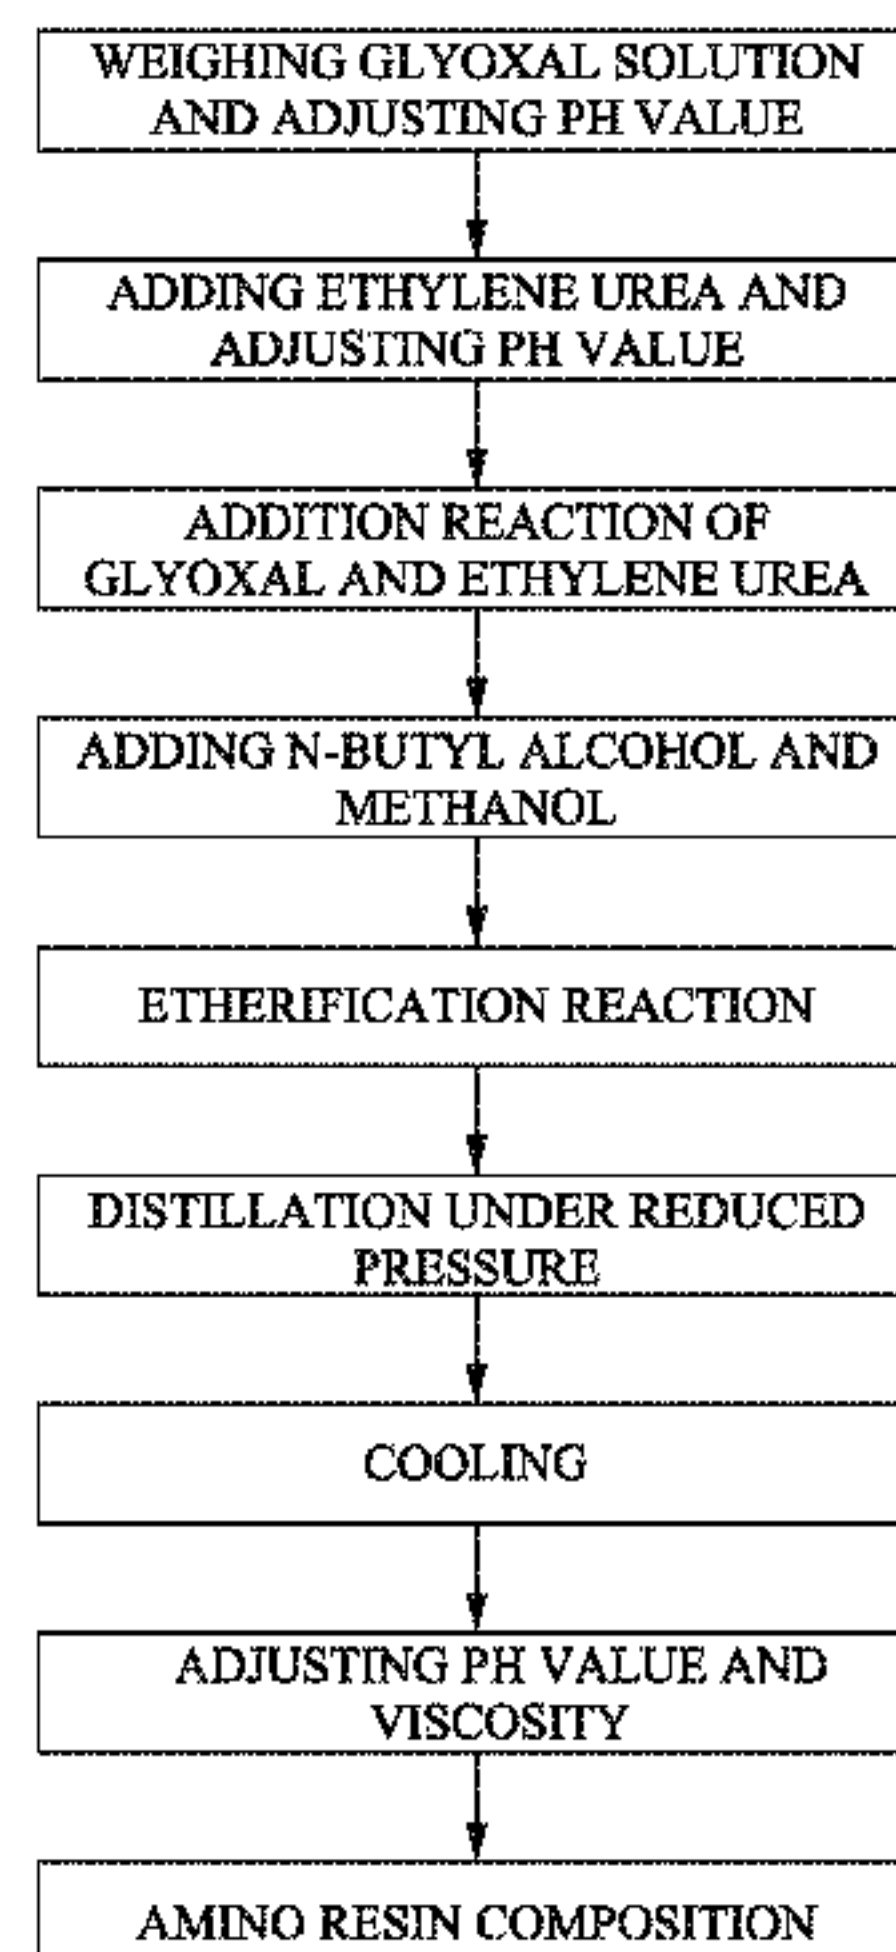 WEIGHING GLYOXAL SOLUTION
AND ADJUSTING PH VALUE
ADDING ETHYLENE UREA AND
ADJUSTING PH VALUE
ADDITION REACTION OF
GLYOXAL AND ETHYLENE UREA
ADDING N-BUTYL ALCOHOL AND
METHANOL
ETHERIFICATION REACTION
DISTILLATION UNDER REDUCED
PRESSURE
COOLING
ADJUSTING PH VALUE AND
VISCOSITY
AMINO RESIN COMPOSITION